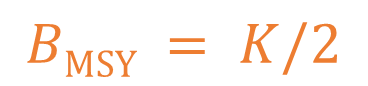 B_MSY = K/2